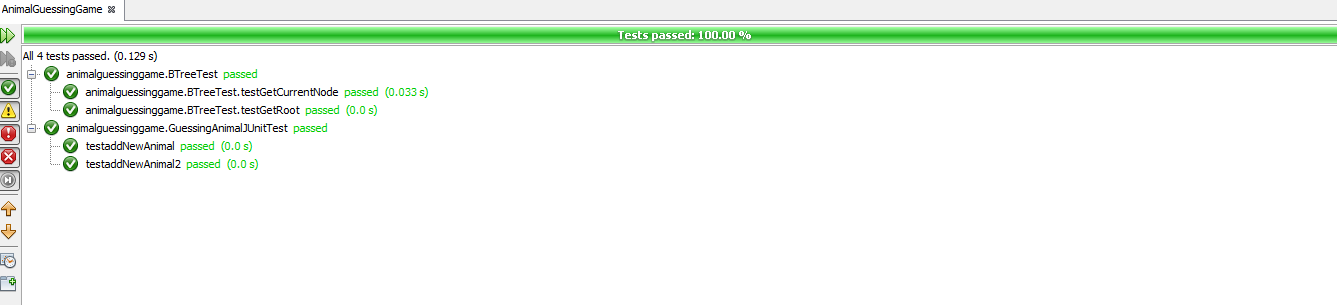 AnimalGuessingGame
Tests passed: 100.00 %
All 4 tests passed. (0.129 s)
animalguessinggame.BTreeTest passed
animalguessinggame.BTreeTest.testGetCurrentNode passed (0.033 s)
animalguessinggame.BTreeTest.testGetRoot passed (0.0 s)
animalguessinggame.GuessingAnimalJUnitTest passed
testaddNewAnimal passed (0.0 s)
testaddNewAnimal2 passed (0.0 s)